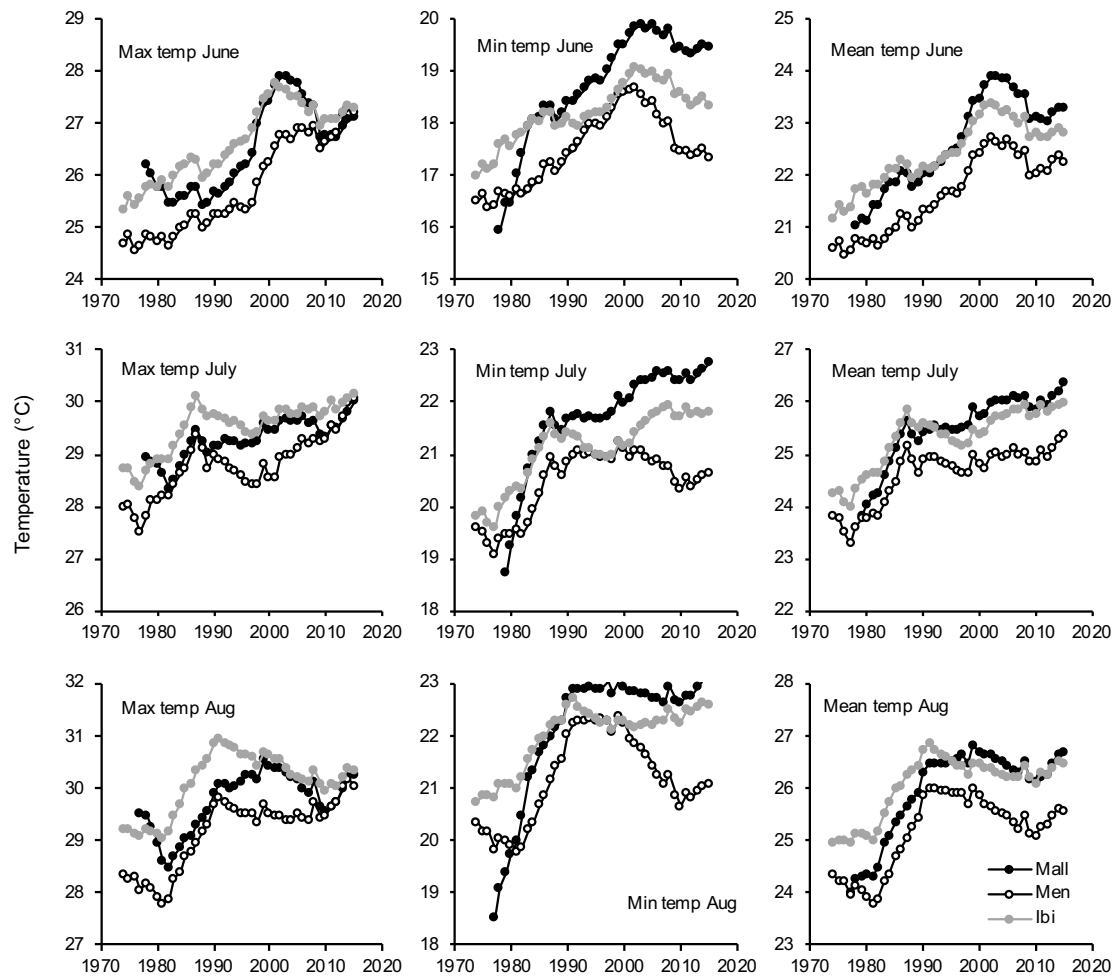 29
28
27
26
25
24
Max temp June
1970 1980 1990 2000 2010 2020
20
19
18
17
16
15
Min temp June
1970 1980 1990 2000 2010 2020
25
24
23
22
21
20
Mean temp June
1970 1980 1990 2000 2010 2020
Temperature (°C)
31
30
29
28
27
26
Max temp July
1970 1980 1990 2000 2010 2020
23
22
21
20
19
18
Min temp July
1970 1980 1990 2000 2010 2020
27
26
25
24
23
22
Mean temp July
1970 1980 1990 2000 2010 2020
32
31
30
29
28
27
Max temp Aug
1970 1980 1990 2000 2010 2020
23
22
21
20
19
18
Min temp Aug
1970 1980 1990 2000 2010 2020
28
27
26
25
24
23
Mean temp Aug
Mall
Men
Ibi
1970 1980 1990 2000 2010 2020